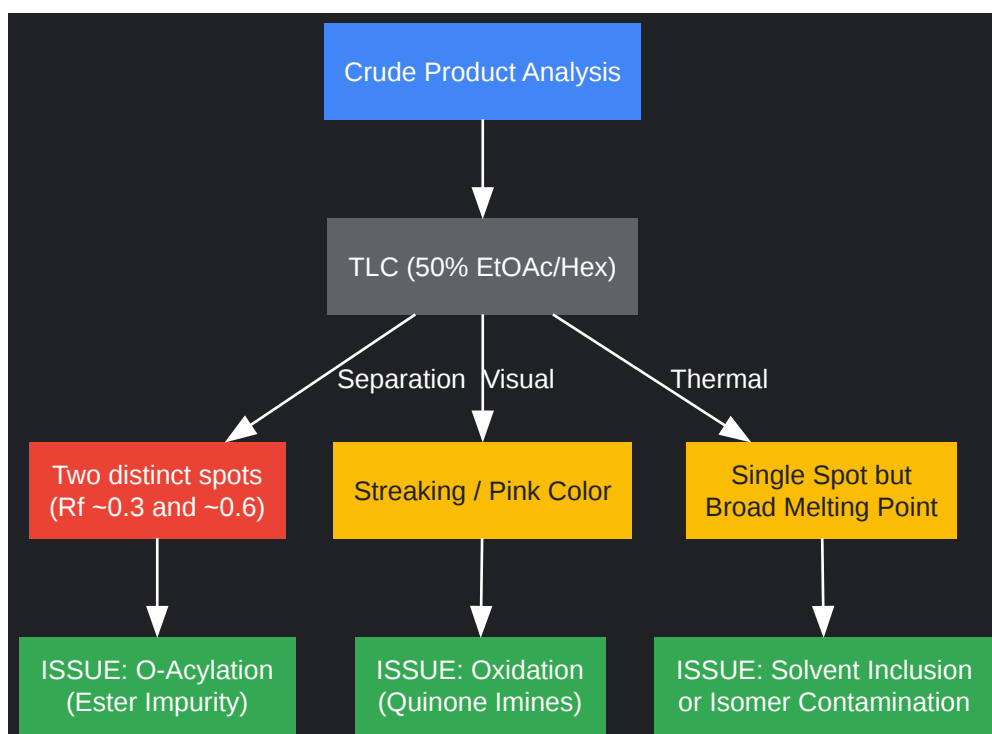 Crude Product Analysis
TLC (50% EtOAc/Hex)
Separation
Visual
Thermal
Two distinct spots
(Rf ~0.3 and ~0.6)
Streaking / Pink Color
Single Spot but
Broad Melting Point
ISSUE: O-Acylation
(Ester Impurity)
ISSUE: Oxidation
(Quinone Imines)
ISSUE: Solvent Inclusion
or Isomer Contamination